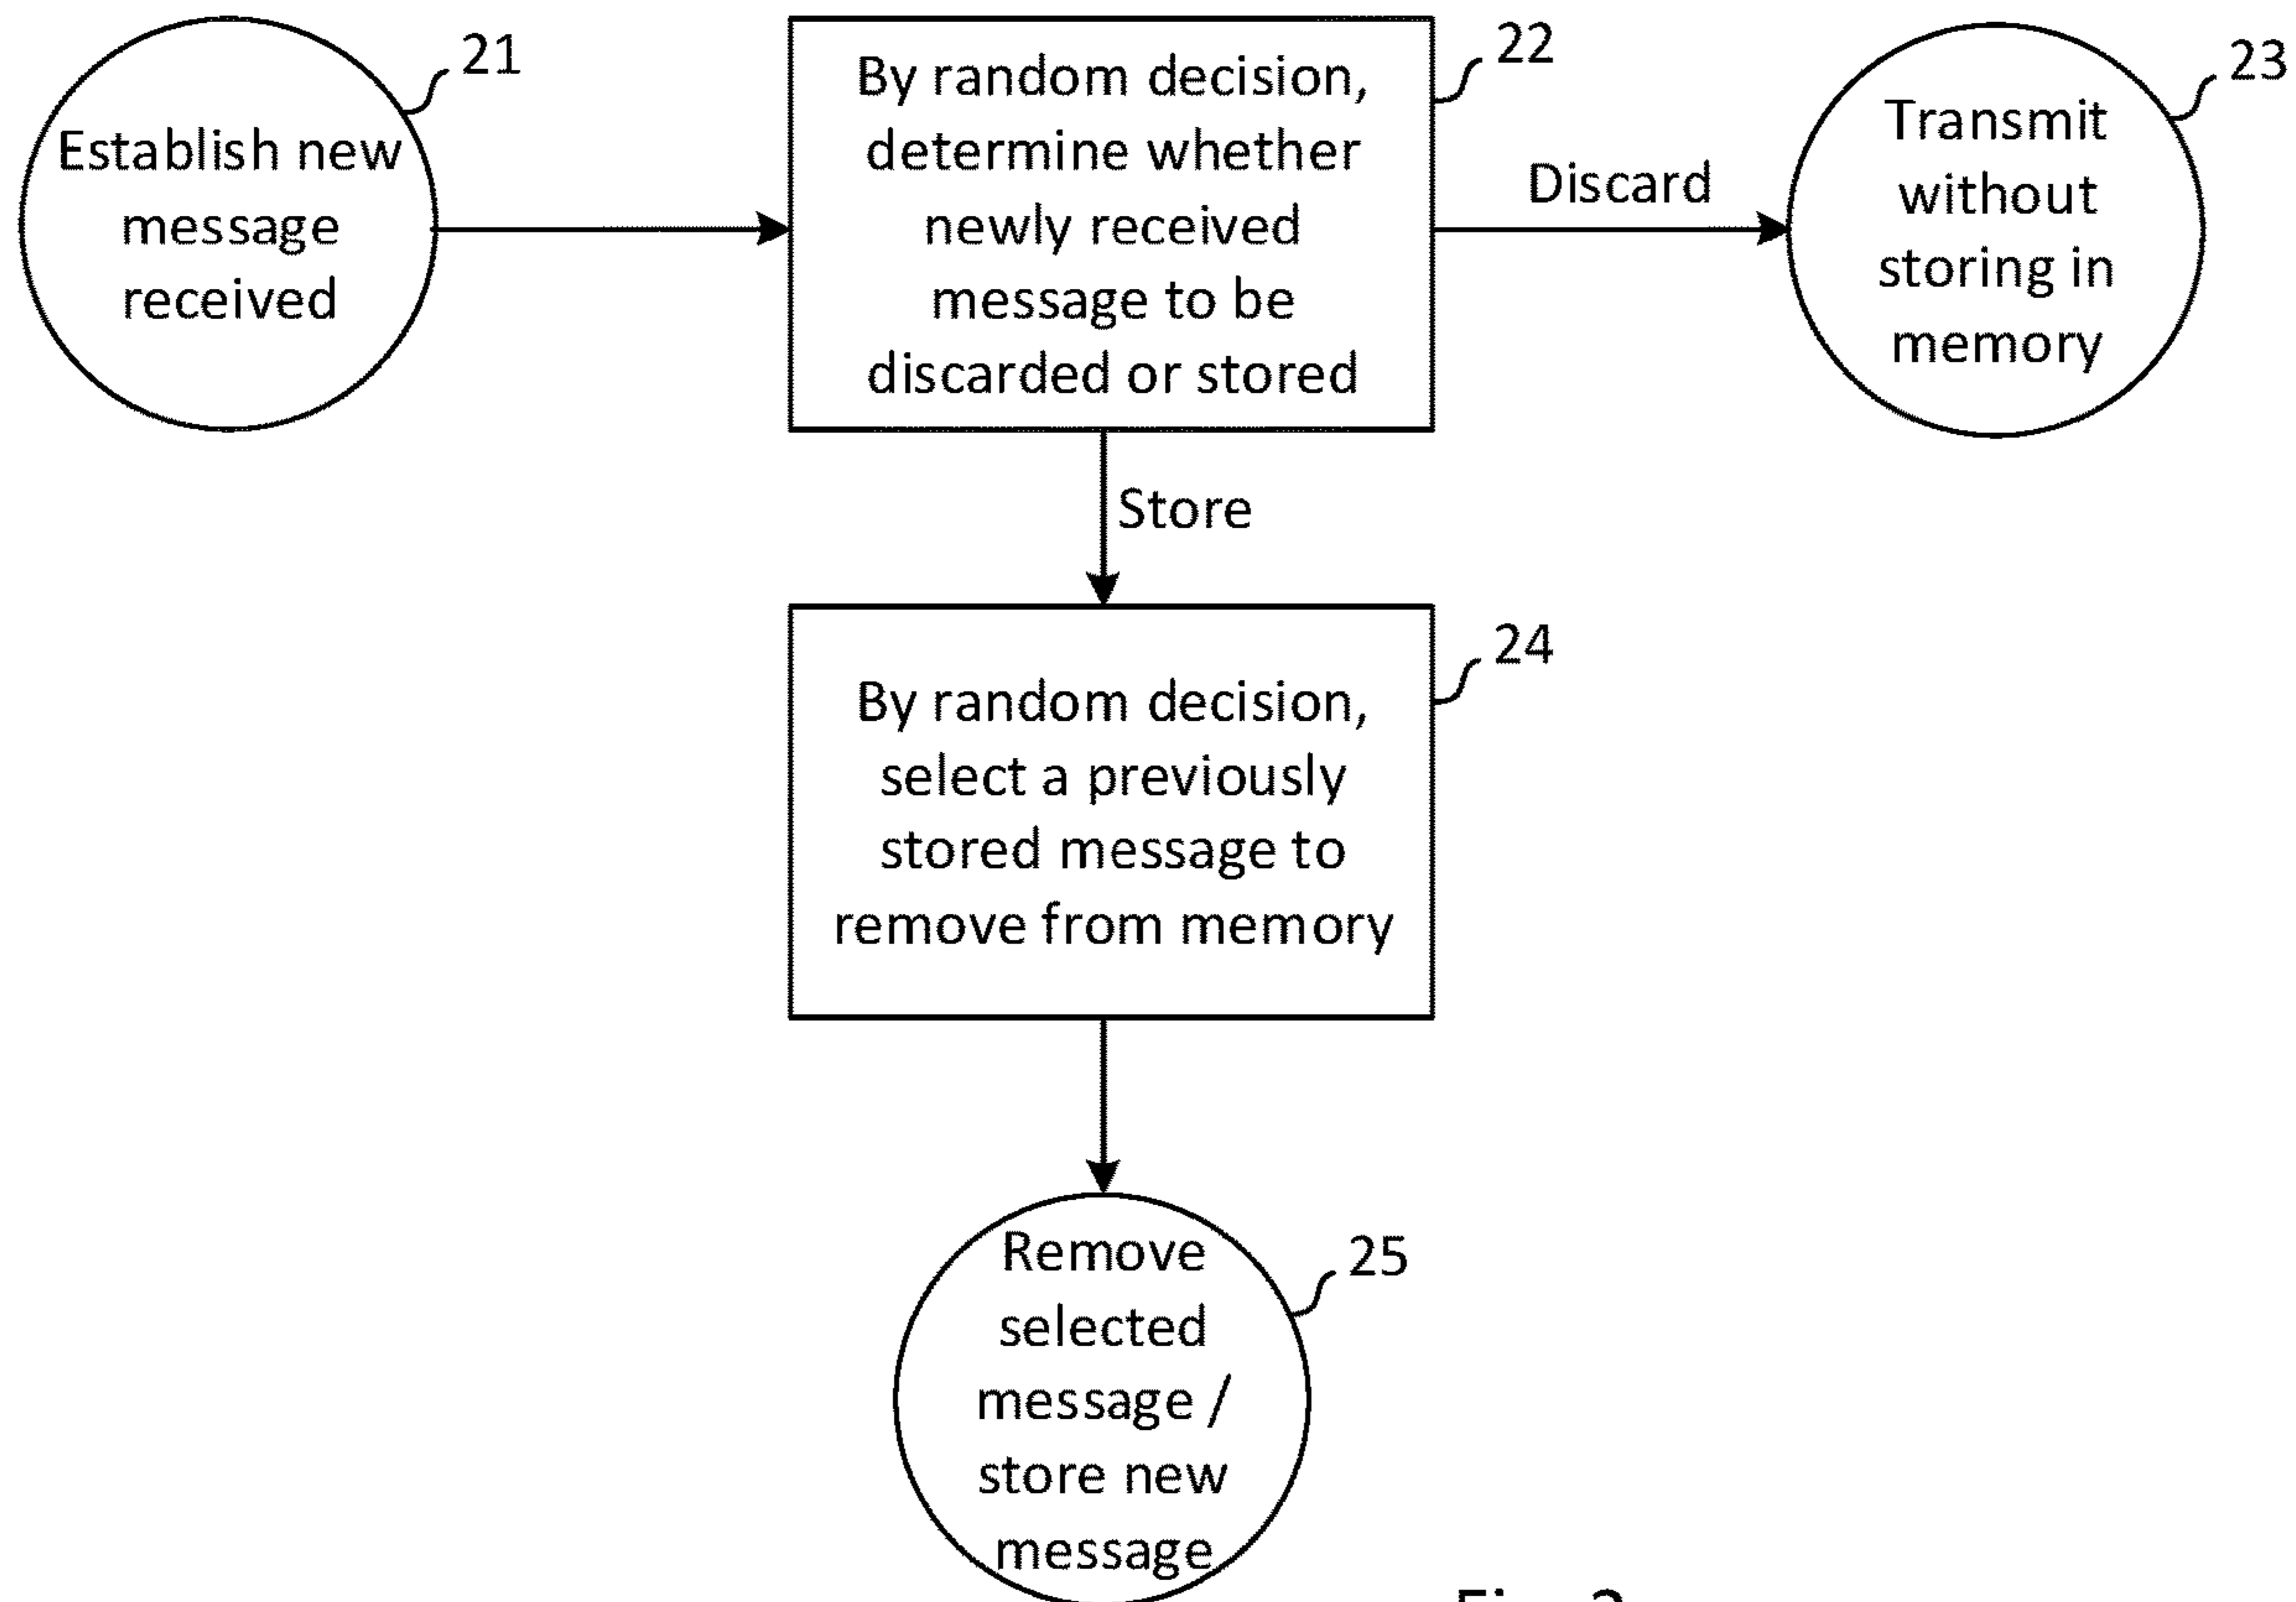 Establish new
message
received
21
By random decision,
determine whether
newly received
message to be
discarded or stored
22
Discard
Transmit
without
storing in
memory
23
Store
By random decision,
select a previously
stored message to
remove from memory
24
Remove
selected
message /
store new
message
25